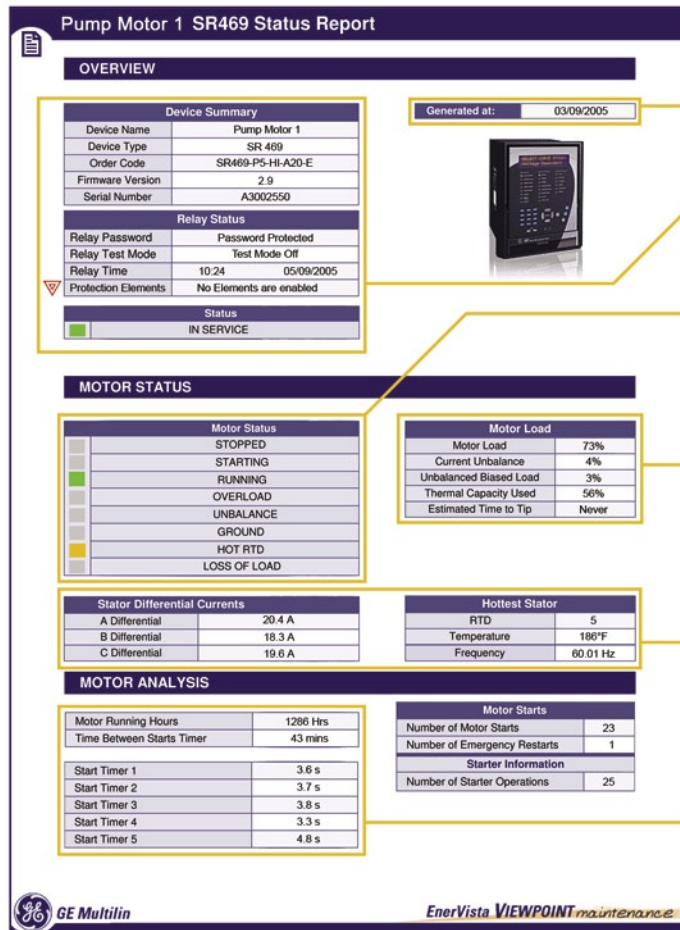 Pump Motor 1 SR469 Status Report
OVERVIEW
Device Summary
Device Name Pump Motor 1
Device Type SR 469
Order Code SR469-P5-HI-A20-E
Firmware Version 2.9
Serial Number A3002550
Generated at: 03/09/2005
Relay Status
Relay Password Password Protected
Relay Test Mode Test Mode Off
Relay Time 10:24 05/09/2005
Protection Elements No Elements are enabled
Status
IN SERVICE
MOTOR STATUS
Motor Status
STOPPED
STARTING
RUNNING
OVERLOAD
UNBALANCE
GROUND
HOT RTD
LOSS OF LOAD
Motor Load
Motor Load 73%
Current Unbalance 4%
Unbalanced Biased Load 3%
Thermal Capacity Used 56%
Estimated Time to Tip Never
Stator Differential Currents
A Differential 20.4 A
B Differential 18.3 A
C Differential 19.6 A
Hottest Stator
RTD 5
Temperature 186°F
Frequency 60.01 Hz
MOTOR ANALYSIS
Motor Running Hours 1286 Hrs
Time Between Starts Timer 43 mins
Start Timer 1 3.6 s
Start Timer 2 3.7 s
Start Timer 3 3.8 s
Start Timer 4 3.3 s
Start Timer 5 4.8 s
Motor Starts
Number of Motor Starts 23
Number of Emergency Restarts 1
Starter Information
Number of Starter Operations 25
GE Multilin
EnerVista VIEWPOINT maintenance